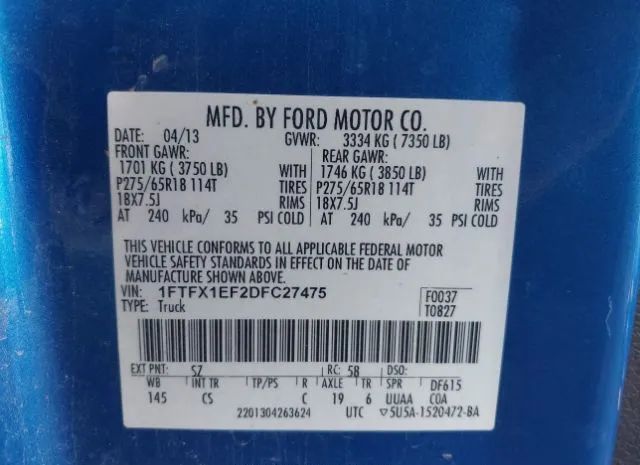 MFD. BY FORD MOTOR CO.
DATE: 04/13 GVWR: 3334 KG ( 7350 LB)
FRONT GAWR: REAR GAWR:
1701 KG ( 3750 LB) WITH 1746 KG ( 3850 LB) WITH
P275/65R18 114T TIRES P275/65R18 114T TIRES
18X7.5J RIMS 18X7.5J RIMS
AT 240 kPa/ 35 PSI COLD AT 240 kPa/ 35 PSI COLD
THIS VEHICLE CONFORMS TO ALL APPLICABLE FEDERAL MOTOR
VEHICLE SAFETY STANDARDS IN EFFECT ON THE DATE OF
MANUFACTURE SHOWN ABOVE.
VIN: 1FTFX1EF2DFC27475 F0037
TYPE: Truck T0827
EXT PNT: SZ RC: 58 DSO:
WB INT TR TP/PS R AXLE TR SPR DF615
145 CS C 19 6 UUAA COA
2201304263624 UTC ▽5U5A-1520472-BA